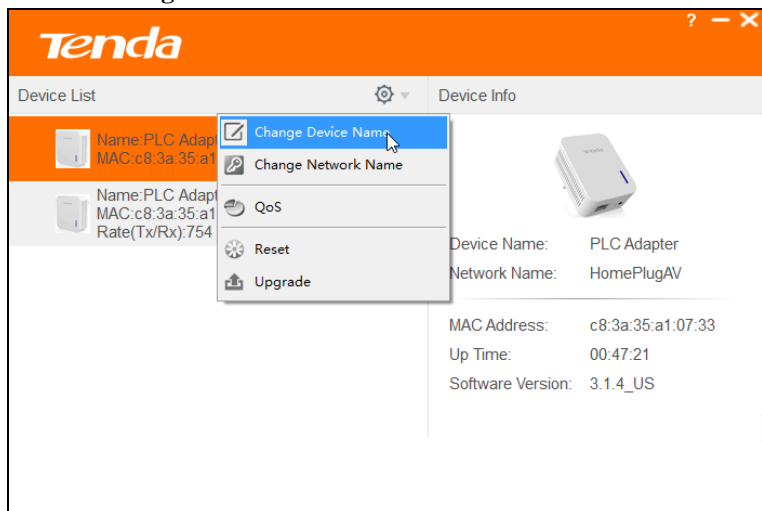 ? — X
Tenda
Device List
Device Info
Name:PLC Adapt
MAC:c8:3a:35:a1
Name:PLC Adapt
MAC:c8:3a:35:a1
Rate(Tx/Rx):754
Change Device Name
Change Network Name
QoS
Reset
Upgrade
Tenda
Device Name: PLC Adapter
Network Name: HomePlugAV
MAC Address: c8:3a:35:a1:07:33
Up Time: 00:47:21
Software Version: 3.1.4_US